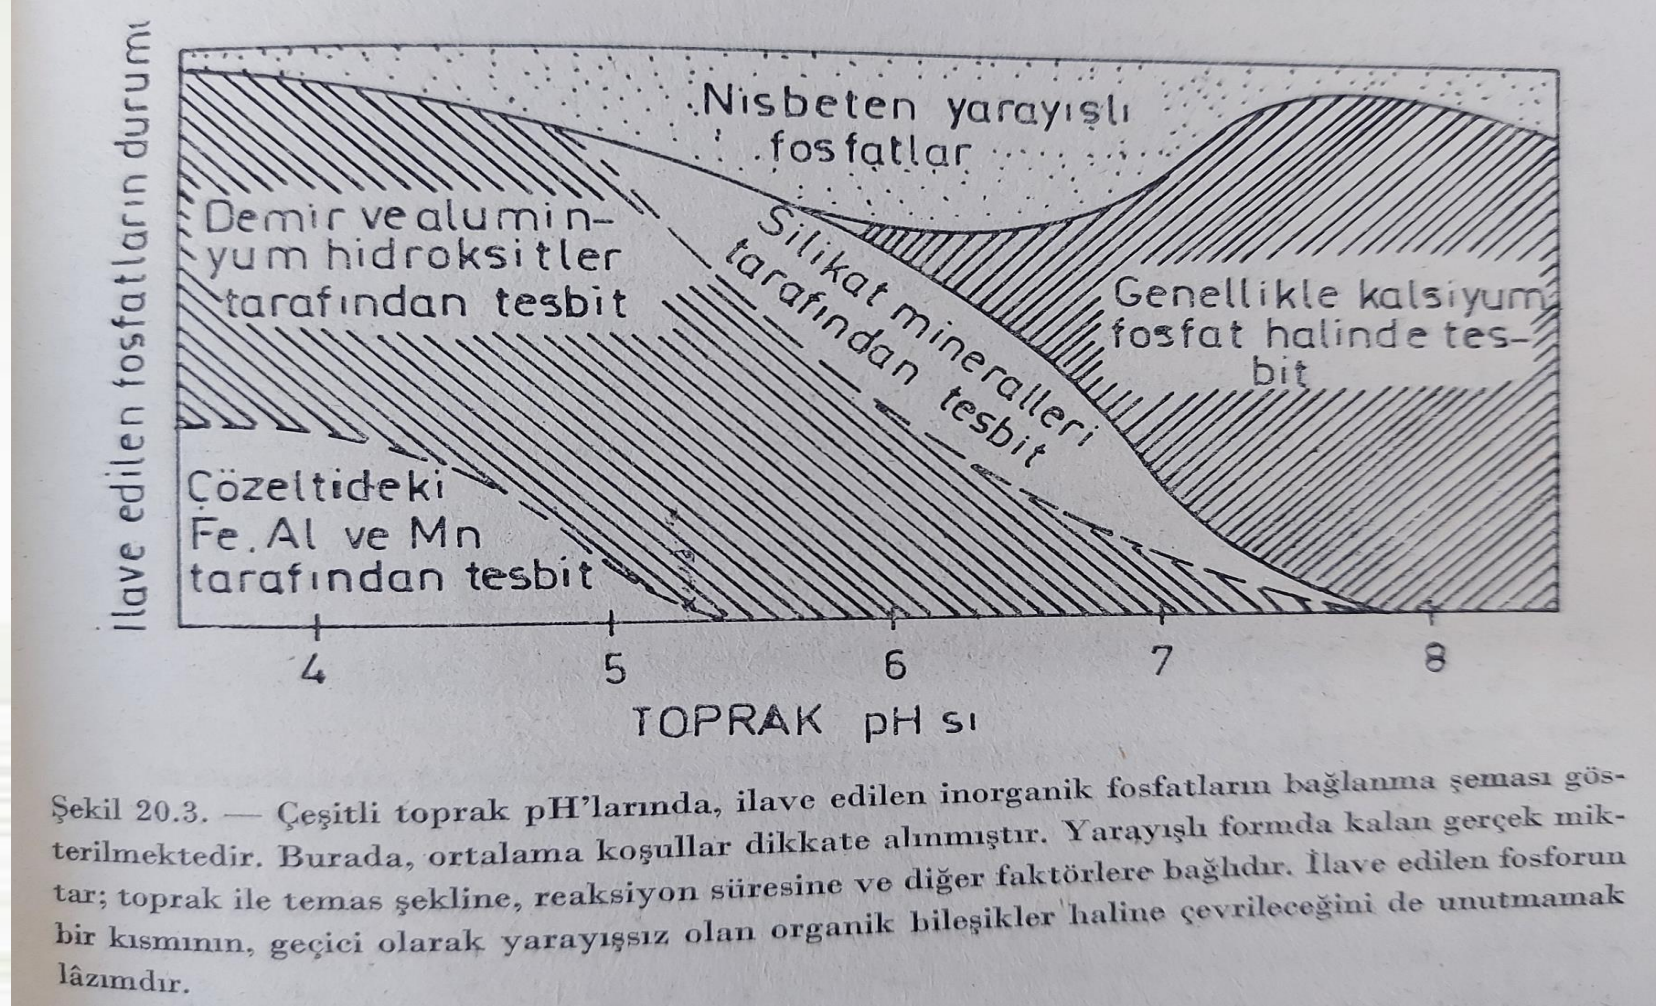 İlave edilen fosfatların durumı
Nisbeten yarayışlı
fosfatlar
Demir ve alumin-
yum hidroksitler
tarafından tesbit
Silikat mineralleri
tarafından tesbit
Genellikle kalsiyum
fosfat halinde tes-
bit
Çözeltideki
Fe. Al ve Mn
tarafından tesbit
4 5 6 7 8
TOPRAK pH sı
Şekil 20.3. — Çeşitli toprak pH'larında, ilave edilen inorganik fosfatların bağlanma şeması gös-
terilmektedir. Burada, ortalama koşullar dikkate alınmıştır. Yarayışlı formda kalan gerçek mik-
tar; toprak ile temas şekline, reaksiyon süresine ve diğer faktörlere bağlıdır. İlave edilen fosforun
bir kısmının, geçici olarak yarayışsız olan organik bileşikler haline çevrileceğini de unutmamak
lâzımdır.